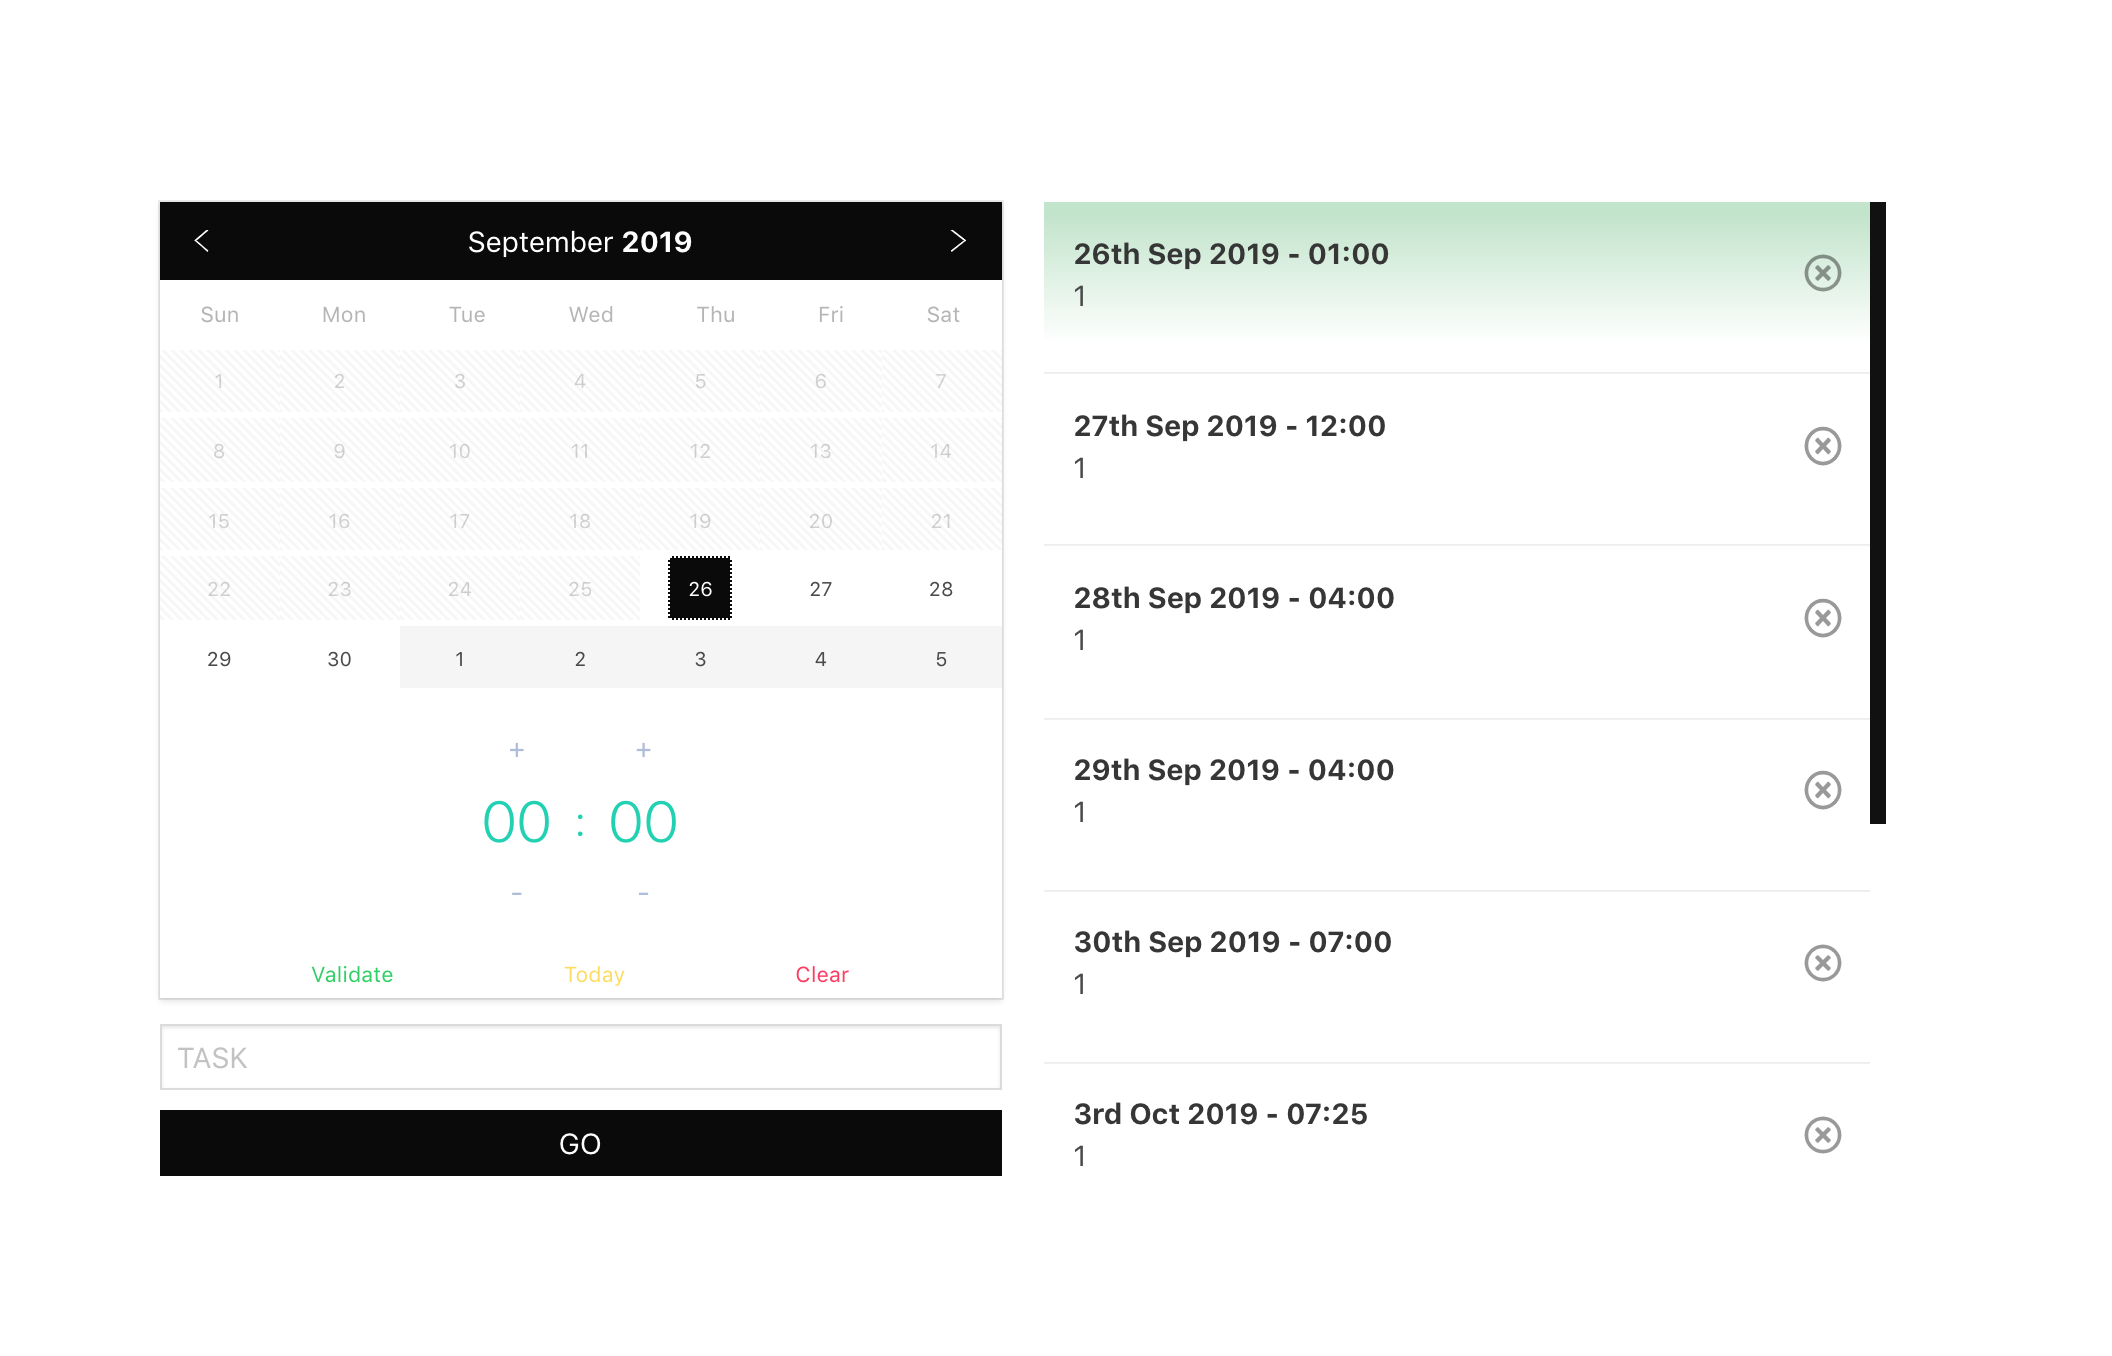 September 2019
Sun Mon Tue Wed Thu Fri Sat
1 2 3 4 5 6 7
8 9 10 11 12 13 14
15 16 17 18 19 20 21
22 23 24 25 26 27 28
29 30 1 2 3 4 5
+ +
00 : 00
- -
Validate Today Clear
TASK
GO
26th Sep 2019 - 01:00
1
27th Sep 2019 - 12:00
1
28th Sep 2019 - 04:00
1
29th Sep 2019 - 04:00
1
30th Sep 2019 - 07:00
1
3rd Oct 2019 - 07:25
1